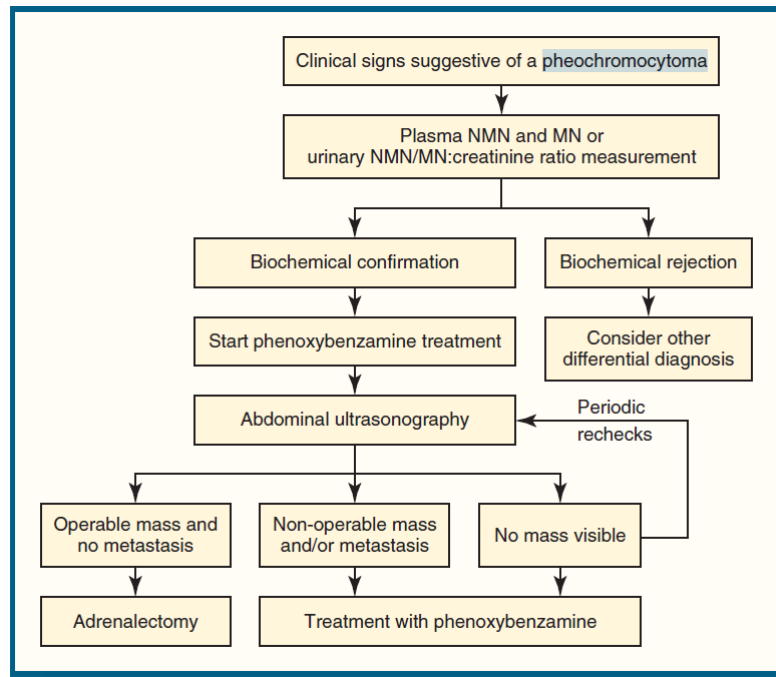 Clinical signs suggestive of a pheochromocytoma
Plasma NMN and MN or
urinary NMN/MN:creatinine ratio measurement
Biochemical confirmation
Biochemical rejection
Start phenoxybenzamine treatment
Consider other
differential diagnosis
Abdominal ultrasonography
Periodic
rechecks
Operable mass and
no metastasis
Non-operable mass
and/or metastasis
No mass visible
Adrenalectomy
Treatment with phenoxybenzamine